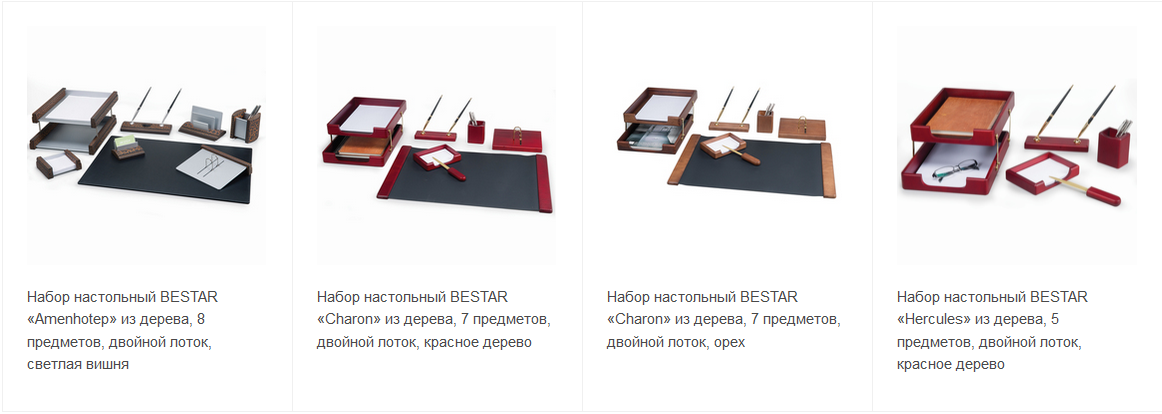 Набор настольный BESTAR
«Amenhotep» из дерева, 8
предметов, двойной лоток,
светлая вишня
Набор настольный BESTAR
«Charon» из дерева, 7 предметов,
двойной лоток, красное дерево
Набор настольный BESTAR
«Charon» из дерева, 7 предметов,
двойной лоток, орех
Набор настольный BESTAR
«Hercules» из дерева, 5
предметов, двойной лоток,
красное дерево